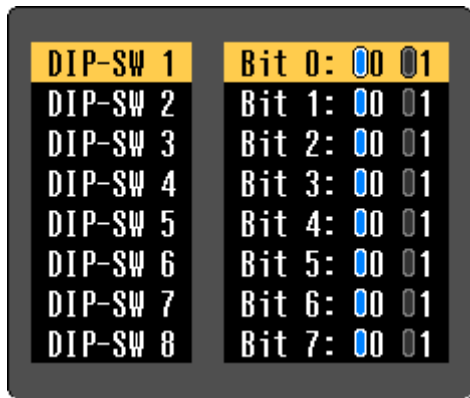 DIP-SW 1 Bit 0: 0 1
DIP-SW 2 Bit 1: 0 1
DIP-SW 3 Bit 2: 0 1
DIP-SW 4 Bit 3: 0 1
DIP-SW 5 Bit 4: 0 1
DIP-SW 6 Bit 5: 0 1
DIP-SW 7 Bit 6: 0 1
DIP-SW 8 Bit 7: 0 1